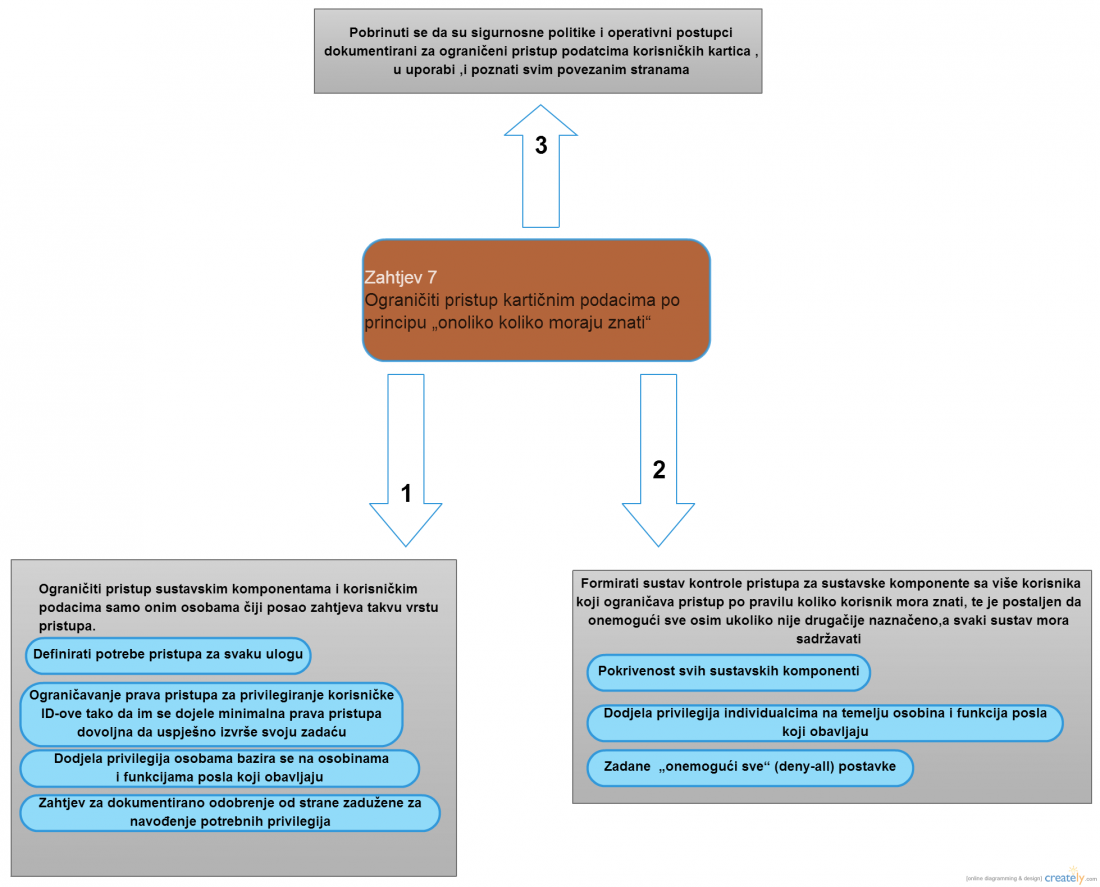 Pobrinuti se da su sigurnosne politike i operativni postupci
dokumentirani za ograničeni pristup podatcima korisničkih kartica ,
u uporabi ,i poznati svim povezanim stranama
3
Zahtjev 7
Ograničiti pristup kartičnim podacima po
principu „onoliko koliko moraju znati“
1
2
Ograničiti pristup sustavskim komponentama i korisničkim
podacima samo onim osobama čiji posao zahtjeva takvu vrstu
pristupa.
Definirati potrebe pristupa za svaku ulogu
Ograničavanje prava pristupa za privilegiranje korisničke
ID-ove tako da im se dojele minimalna prava pristupa
dovoljna da uspješno izvrše svoju zadaću
Dodjela privilegija osobama bazira se na osobinama
i funkcijama posla koji obavljaju
Zahtjev za dokumentirano odobrenje od strane zadužene za
navođenje potrebnih privilegija
Formirati sustav kontrole pristupa za sustavske komponente sa više korisnika
koji ograničava pristup po pravilu koliko korisnik mora znati, te je postaljen da
onemogući sve osim ukoliko nije drugačije naznačeno,a svaki sustav mora
sadržavati
Pokrivenost svih sustavskih komponenti
Dodjela privilegija individualcima na temelju osobina i funkcija posla
koji obavljaju
Zadane „onemogući sve“ (deny-all) postavke
[online diagramming & design] creately.com